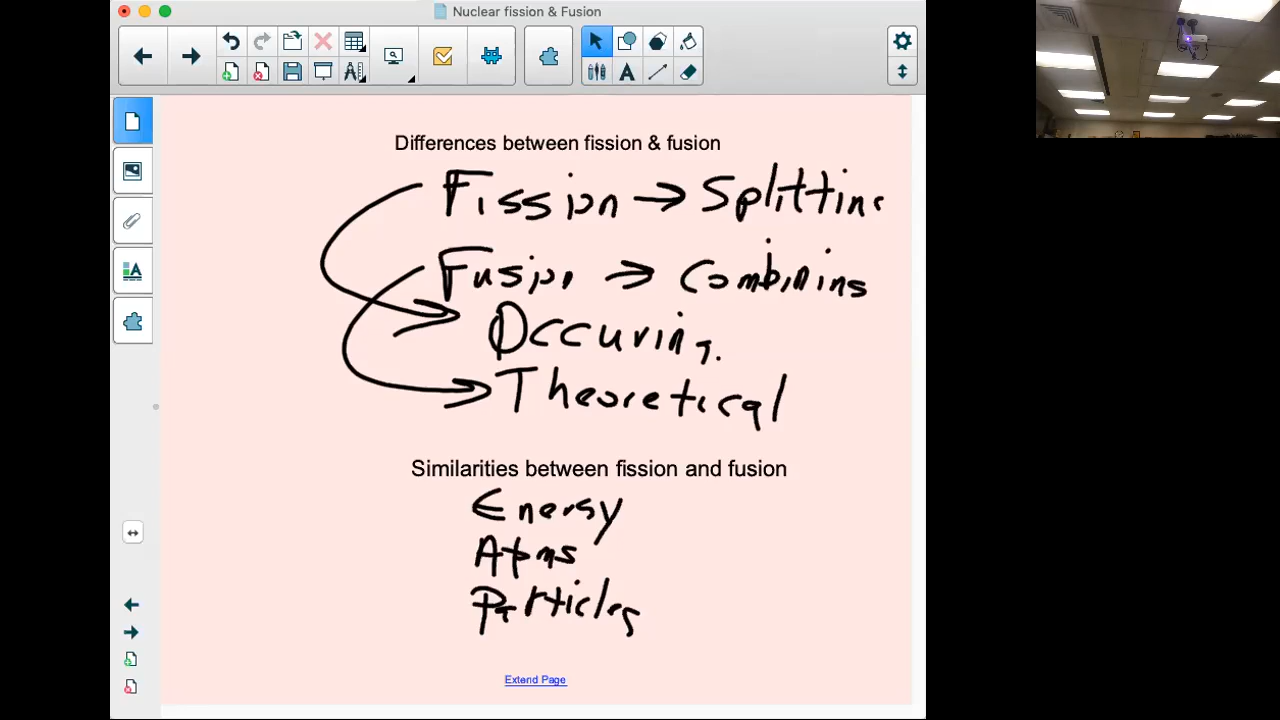 Nuclear fission & Fusion
Differences between fission & fusion
Fission → Splitting
Fusion → Combining
Occuring.
Theoretical
Similarities between fission and fusion
Energy
Atoms
Particles
Extend Page